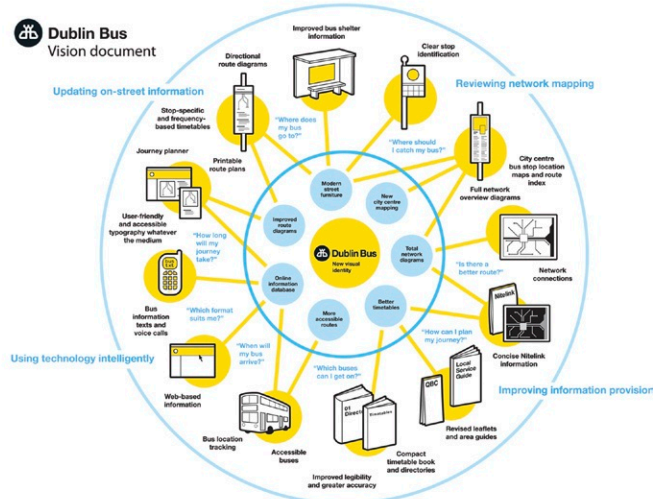 Dublin Bus
Vision document
Improved bus shelter
information
Clear stop
identification
Directional
route diagrams
Updating on-street information
Reviewing network mapping
Stop-specific
and frequency-
based timetables
"Where does
my bus
go to?"
"Where should
I catch my bus?"
Journey planner
Printable
route plans
City centre
bus stop location
maps and route
index
Full network
overview diagrams
Modern
street
furniture
New
city centre
mapping
Improved
route
diagrams
User-friendly
and accessible
typography whatever
the medium
"How long
will my
journey
take?"
Dublin Bus
New visual
identity
Total
network
diagrams
"Is there a
better route?"
Network
connections
Online
information
database
Better
timetables
More
accessible
routes
Nitelink
Bus
information
texts and
voice calls
"Which format
suits me?"
"When will
my bus
arrive?"
"How can I plan
my journey?"
Concise Nitelink
information
Using technology intelligently
"Which buses
can I get on?"
Local
Service
Guide
QBC
Improving information provision
Web-based
information
01
Direct
Timetables
Revised leaflets
and area guides
Bus location
tracking
Accessible
buses
Compact
timetable book
and directories
Improved legibility
and greater accuracy